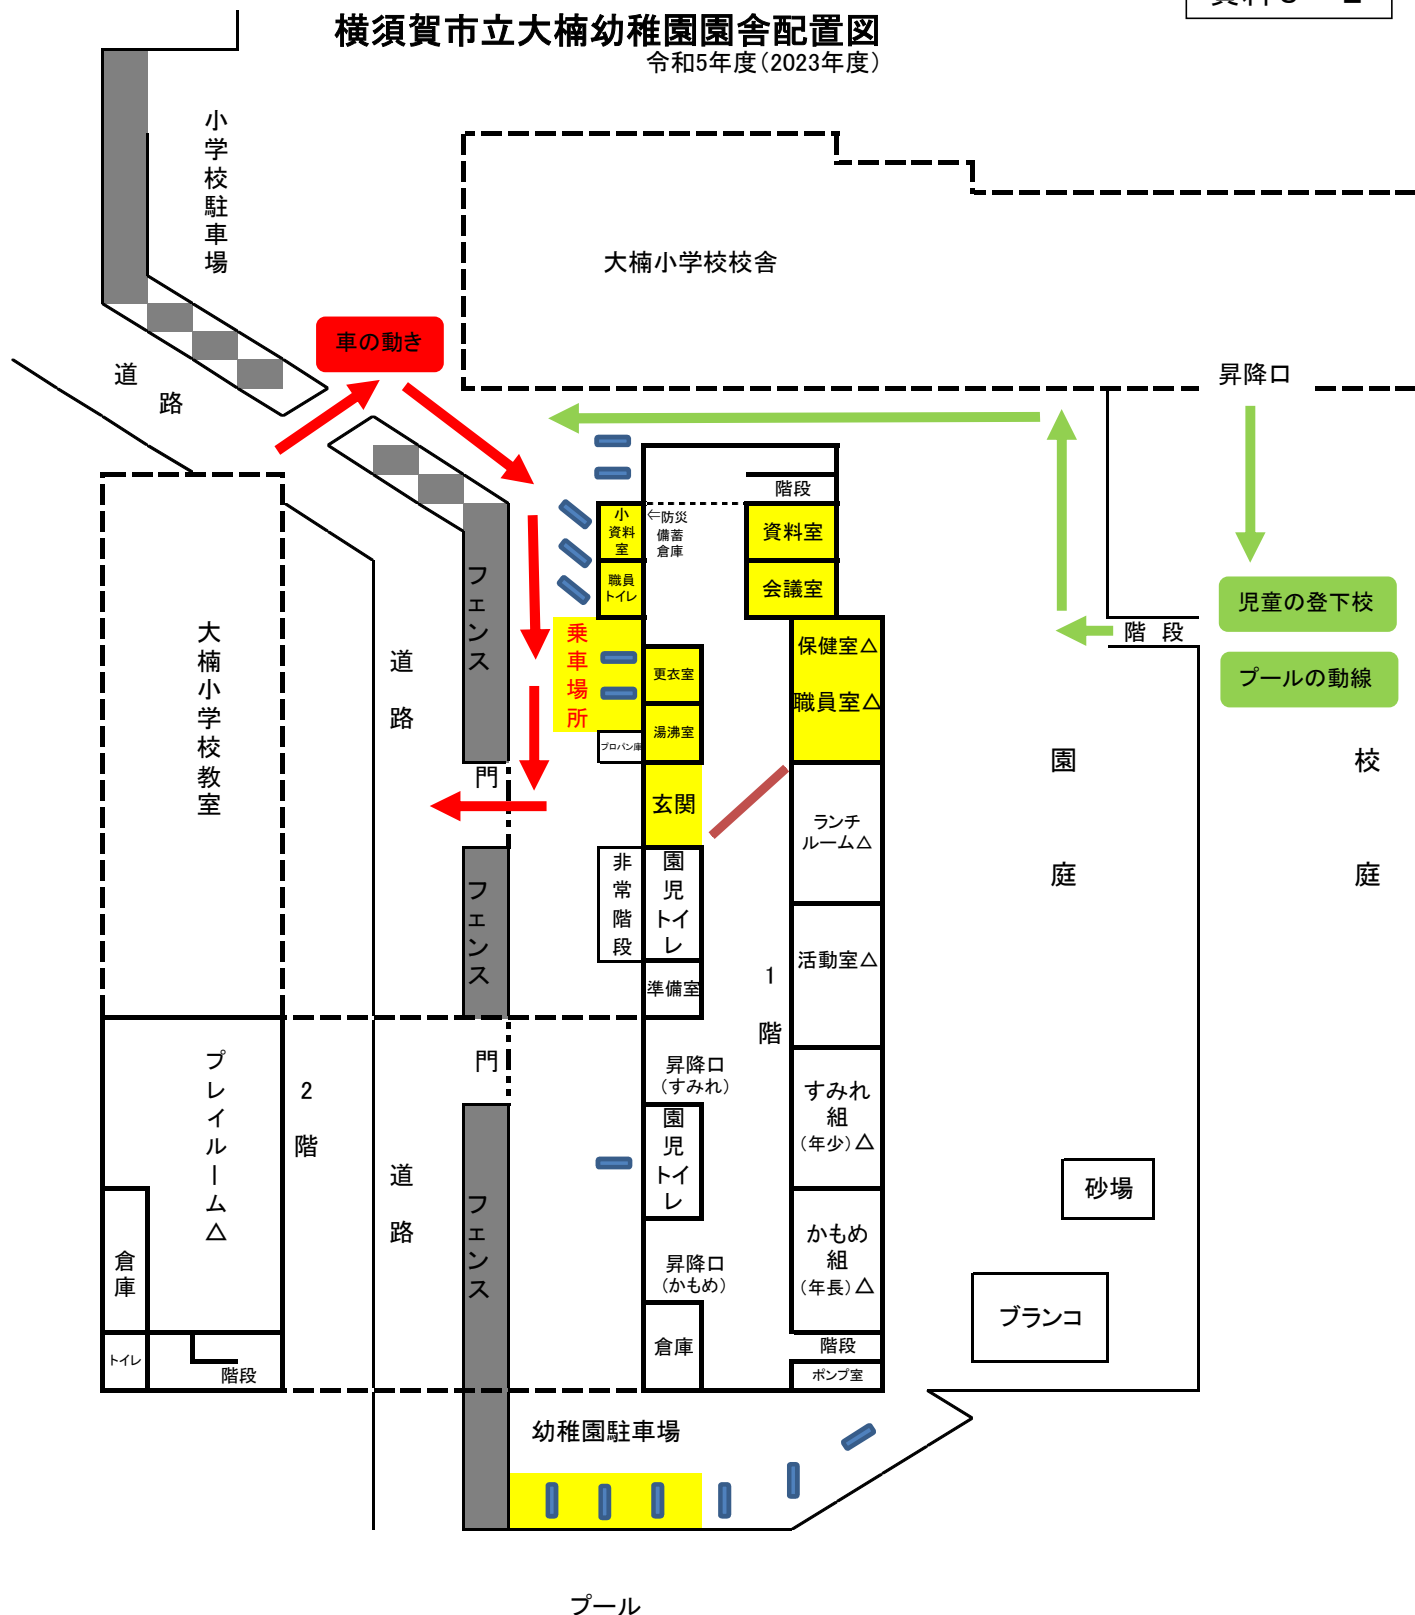 横須賀市立大楠幼稚園園舎配置図
令和5年度(2023年度)
小学校駐車場
大楠小学校校舎
車の動き
道路
昇降口
階段
小資料室
←防災備蓄倉庫
資料室
職員トイレ
会議室
フェンス
児童の登下校
乗車場所
大楠小学校教室
道路
保健室△
階 段
更衣室
プールの動線
職員室△
湯沸室
プロパン庫
園庭
校庭
門
玄関
ランチルーム△
非常階段
園児トイレ
フェンス
活動室△
準備室
1階
プレイルーム△
2階
門
昇降口
(すみれ)
すみれ組
(年少)△
園児トイレ
道路
砂場
フェンス
かもめ組
(年長)△
倉庫
昇降口
(かもめ)
ブランコ
倉庫
階段
トイレ
階段
ポンプ室
幼稚園駐車場
プール